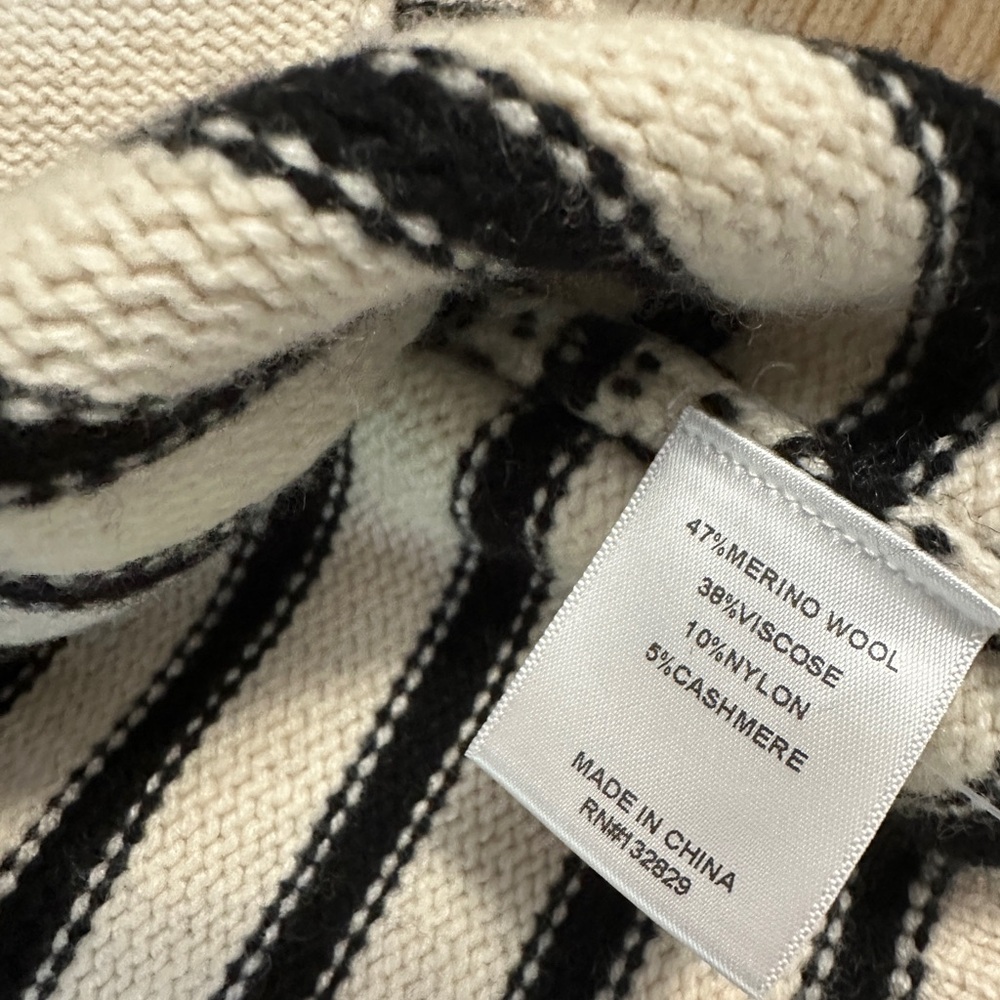 47%MERINO WOOL
38%VISCOSE
10%NYLON
5%CASHMERE
MADE IN CHINA
RN#132829